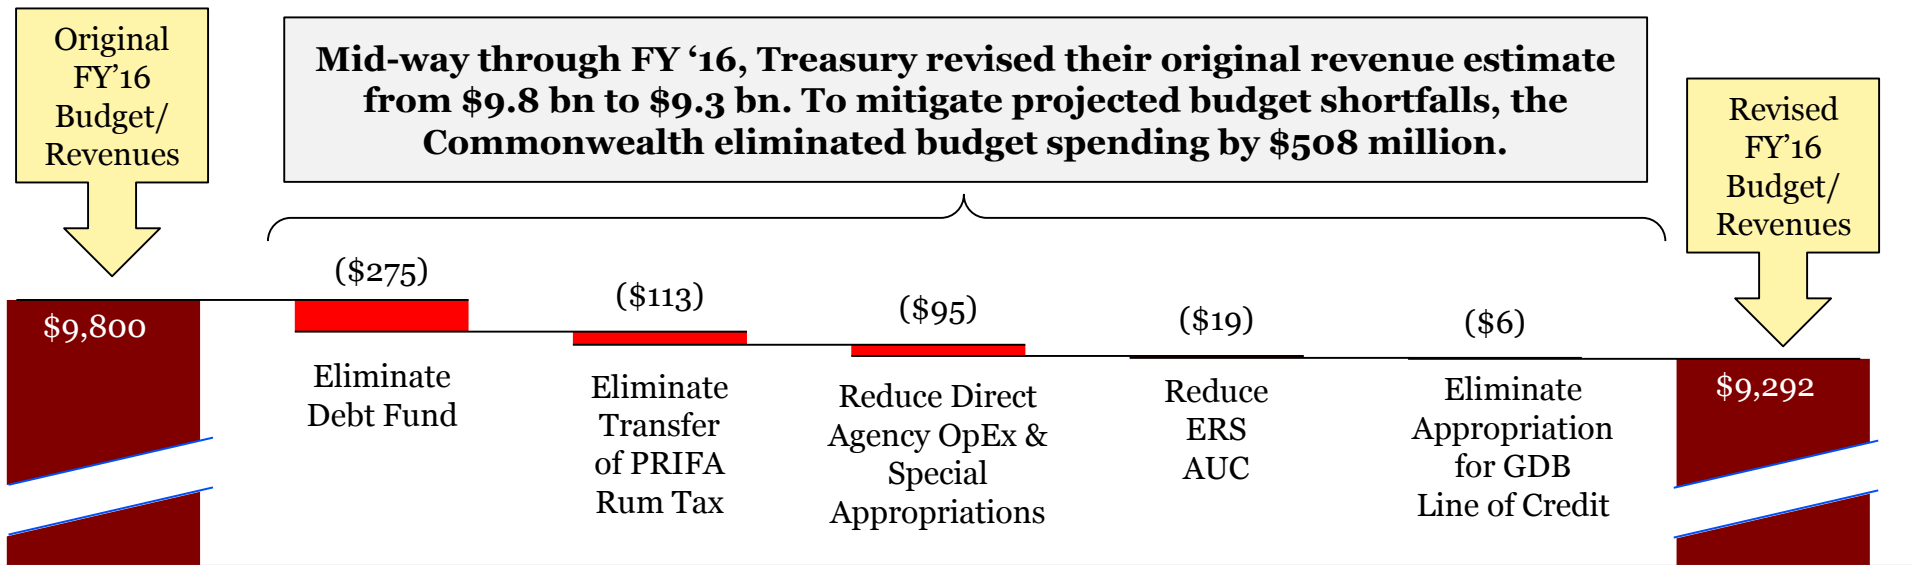 Original
FY’16
Budget/
Revenues
Mid-way through FY ‘16, Treasury revised their original revenue estimate
from $9.8 bn to $9.3 bn. To mitigate projected budget shortfalls, the
Commonwealth eliminated budget spending by $508 million.
Revised
FY’16
Budget/
Revenues
$9,800
($275)
Eliminate
Debt Fund
($113)
Eliminate
Transfer
of PRIFA
Rum Tax
($95)
Reduce Direct
Agency OpEx &
Special
Appropriations
($19)
Reduce
ERS
AUC
($6)
Eliminate
Appropriation
for GDB
Line of Credit
$9,292